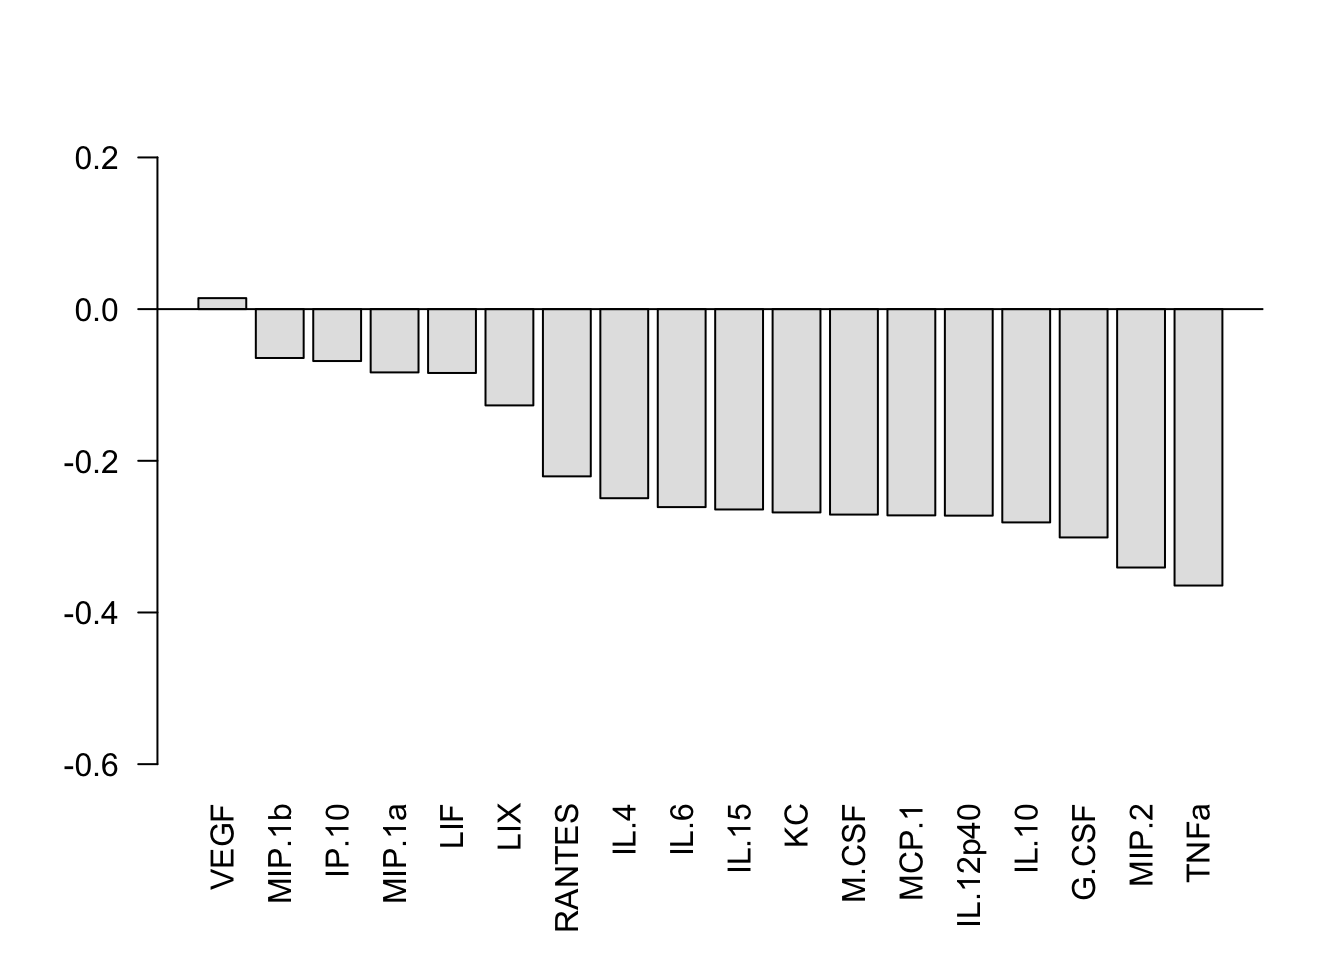 0.2
0.0
-0.2
-0.4
-0.6
VEGF
MIP.1b
IP.10
MIP.1a
LIF
LIX
RANTES
IL.4
IL.6
IL.15
KC
M.CSF
MCP.1
IL.12p40
IL.10
G.CSF
MIP.2
TNFa